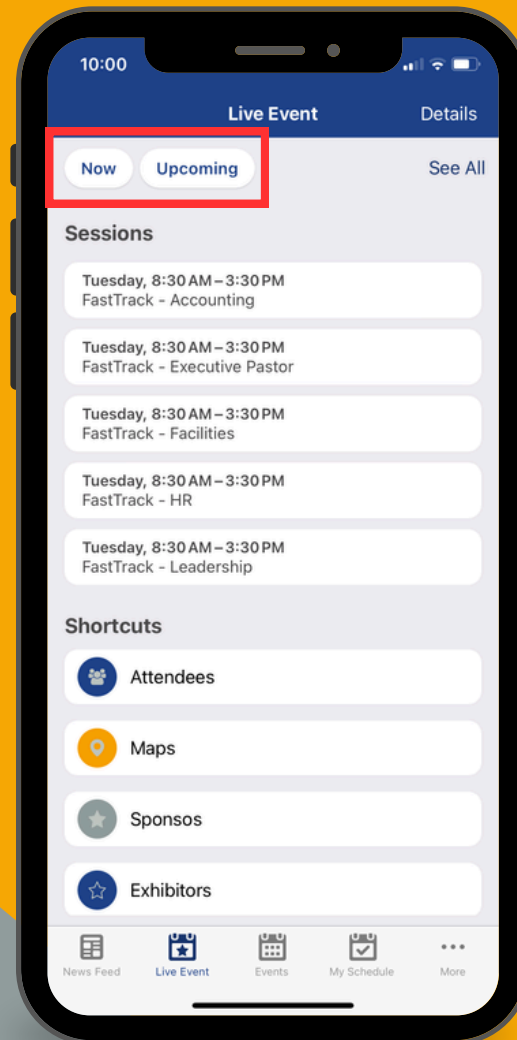 10:00
Live Event Details
Now Upcoming See All
Sessions
Tuesday, 8:30 AM – 3:30 PM
FastTrack - Accounting
Tuesday, 8:30 AM – 3:30 PM
FastTrack - Executive Pastor
Tuesday, 8:30 AM – 3:30 PM
FastTrack - Facilities
Tuesday, 8:30 AM – 3:30 PM
FastTrack - HR
Tuesday, 8:30 AM – 3:30 PM
FastTrack - Leadership
Shortcuts
Attendees
Maps
Sponsos
Exhibitors
News Feed Live Event Events My Schedule More